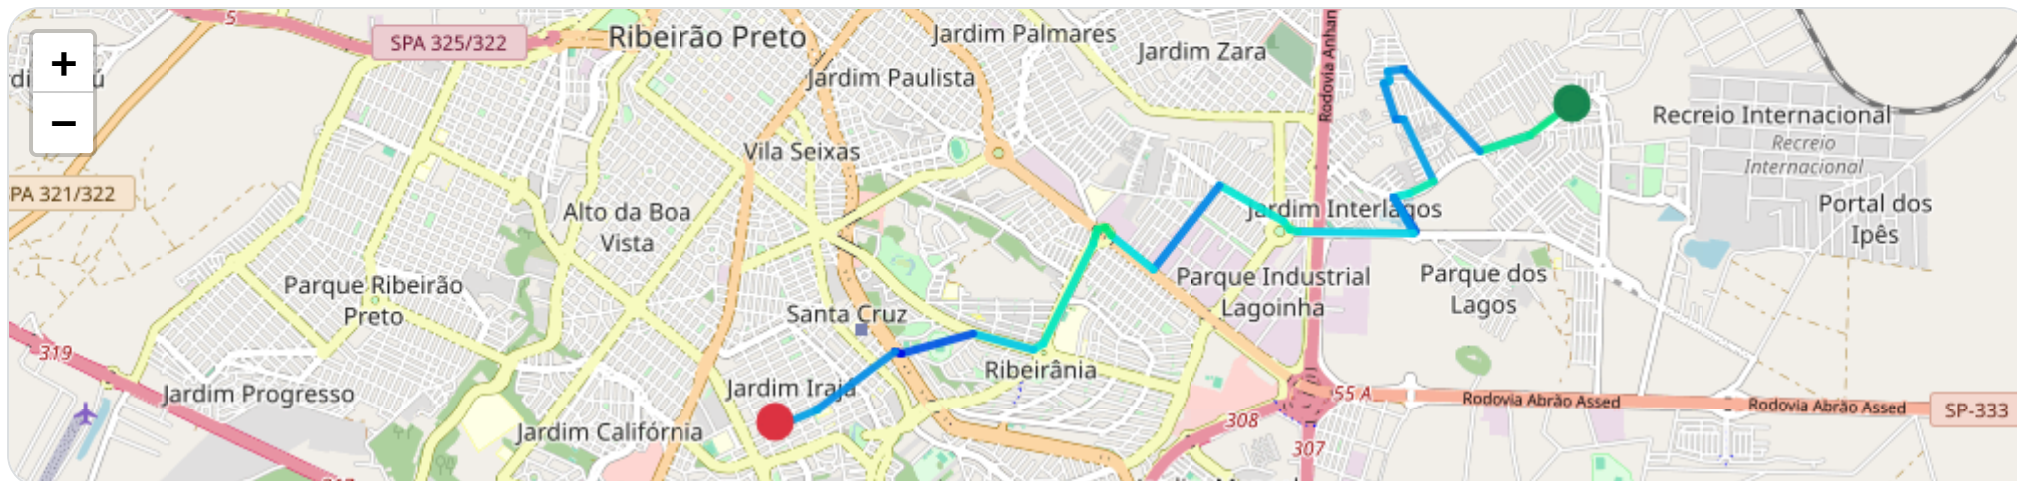 5
SPA 325/322
Ribeirão Preto
Jardim Palmares
Jardim Zara
Rodovia Anhan
+
−
Jardim Paulista
Recreio Internacional
Recreio
Internacional
Vila Seixas
PA 321/322
Alto da Boa
Vista
Jardim Interlagos
Portal dos
Ipês
Parque Ribeirão
Preto
Parque Industrial
Lagoinha
Parque dos
Lagos
Santa Cruz
319
Ribeirânia
Jardim Progresso
Jardim Irajá
55 A
Rodovia Abrão Assed
Rodovia Abrão Assed
SP-333
308
307
Jardim Califórnia